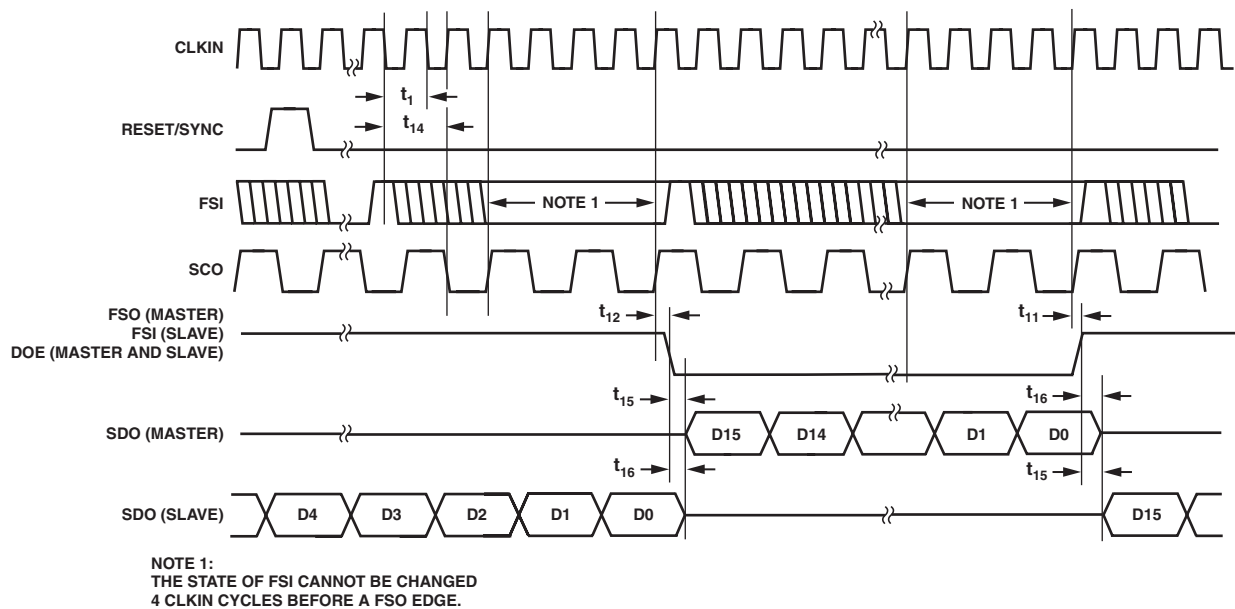 CLKIN
t1
RESET/SYNC
t14
FSI
NOTE 1
NOTE 1
SCO
FSO (MASTER)
FSI (SLAVE)
DOE (MASTER AND SLAVE)
t12
t11
t15
t16
SDO (MASTER)
D15
D14
D1
D0
t16
t15
SDO (SLAVE)
D4
D3
D2
D1
D0
D15
NOTE 1:
THE STATE OF FSI CANNOT BE CHANGED
4 CLKIN CYCLES BEFORE A FSO EDGE.